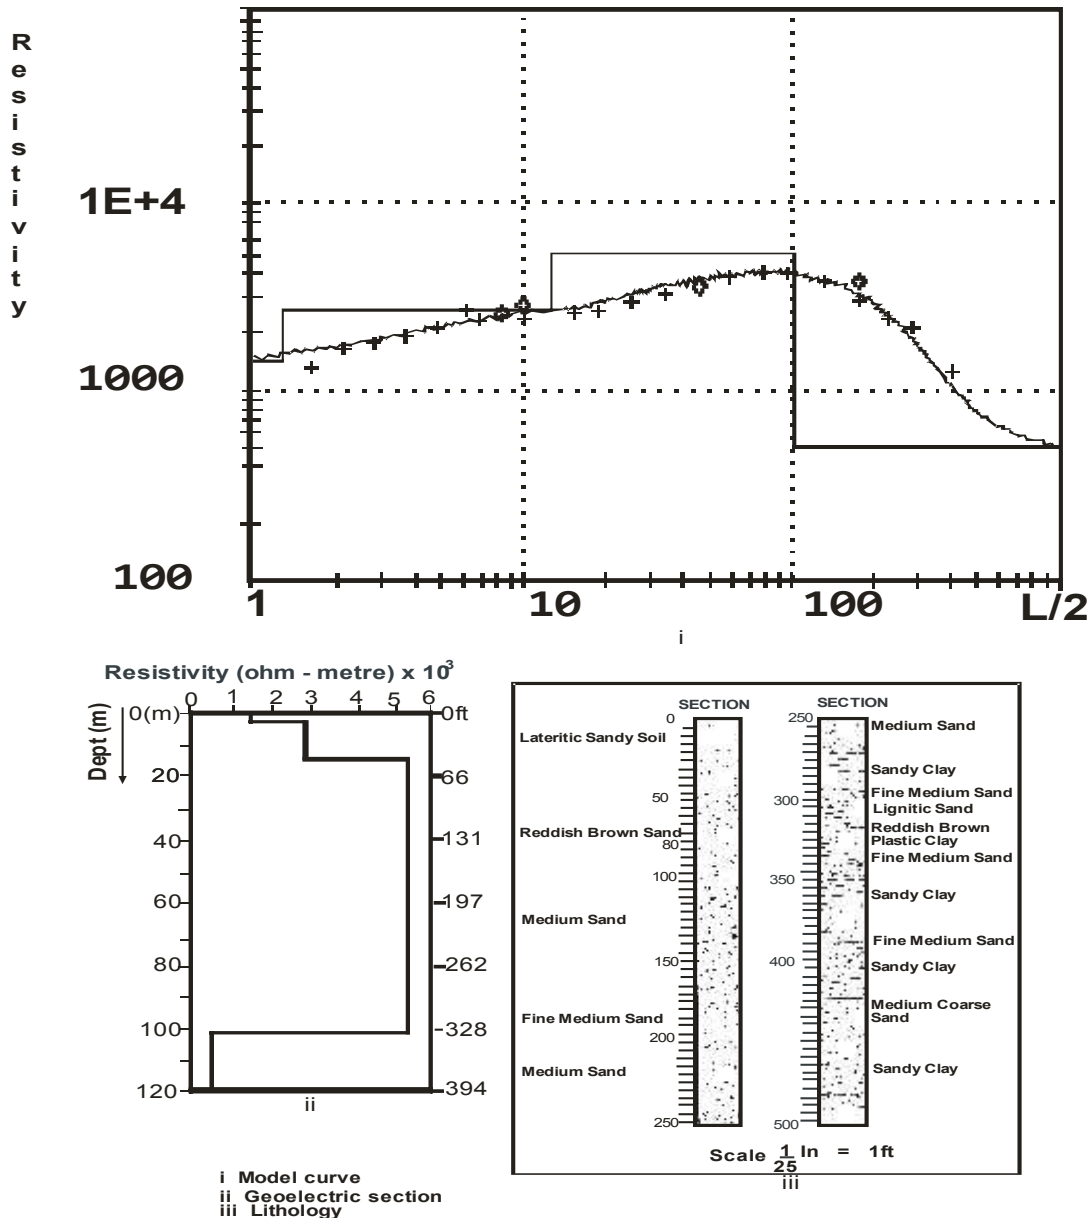 Resistivity
1E+4
1000
100
1 10 100 L/2
i
Resistivity (ohm - metre) x 10³
0 1 2 3 4 5 6
Dept (m)
0(m) 0ft
20 66
40 131
60 197
80 262
100 -328
120 394
ii
SECTION
0
Lateritic Sandy Soil
50
Reddish Brown Sand
80
100
Medium Sand
150
Fine Medium Sand
200
Medium Sand
250
SECTION
250
Medium Sand
Sandy Clay
Fine Medium Sand
300
Lignitic Sand
Reddish Brown
Plastic Clay
Fine Medium Sand
350
Sandy Clay
Fine Medium Sand
400
Sandy Clay
Medium Coarse
Sand
Sandy Clay
500
Scale 1/25 In = 1ft
iii
i Model curve
ii Geoelectric section
iii Lithology